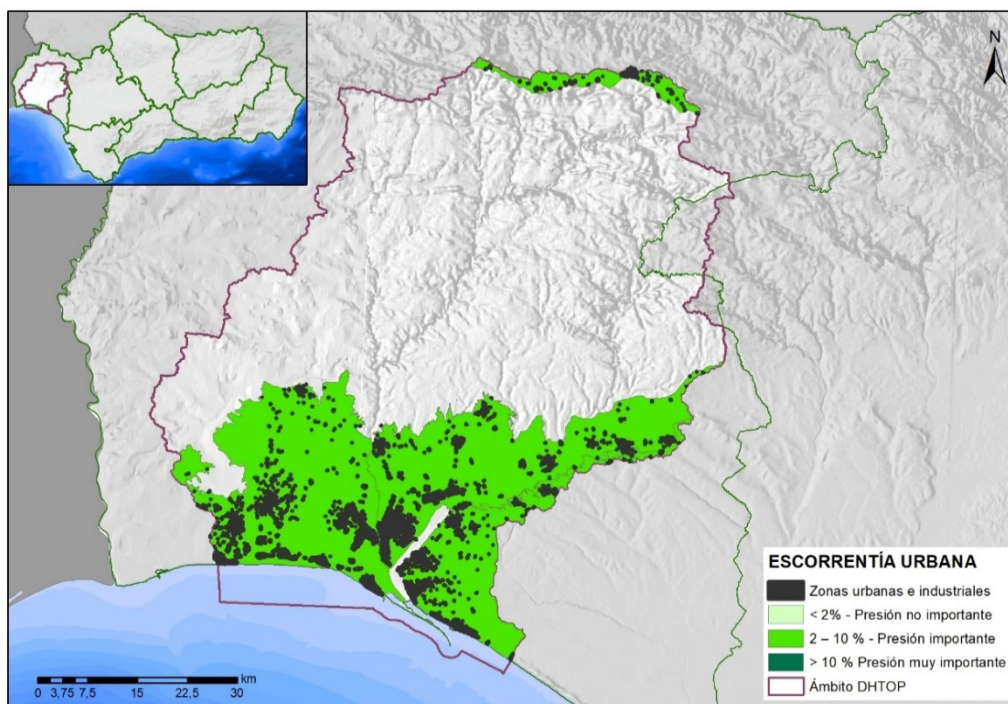 N
ESCORRENTÍA URBANA
Zonas urbanas e industriales
< 2% - Presión no importante
2 – 10 % - Presión importante
> 10 % Presión muy importante
Ámbito DHTOP
0 3,75 7,5 15 22,5 30
km